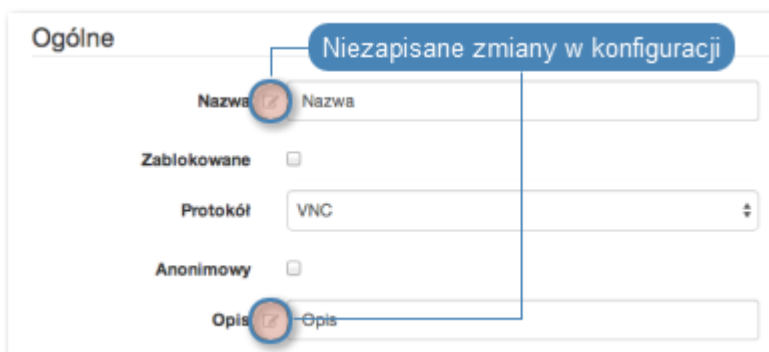 Ogólne
Niezapisane zmiany w konfiguracji
Nazwa Nazwa
Zablokowane
Protokół VNC
Anonimowy
Opis Opis